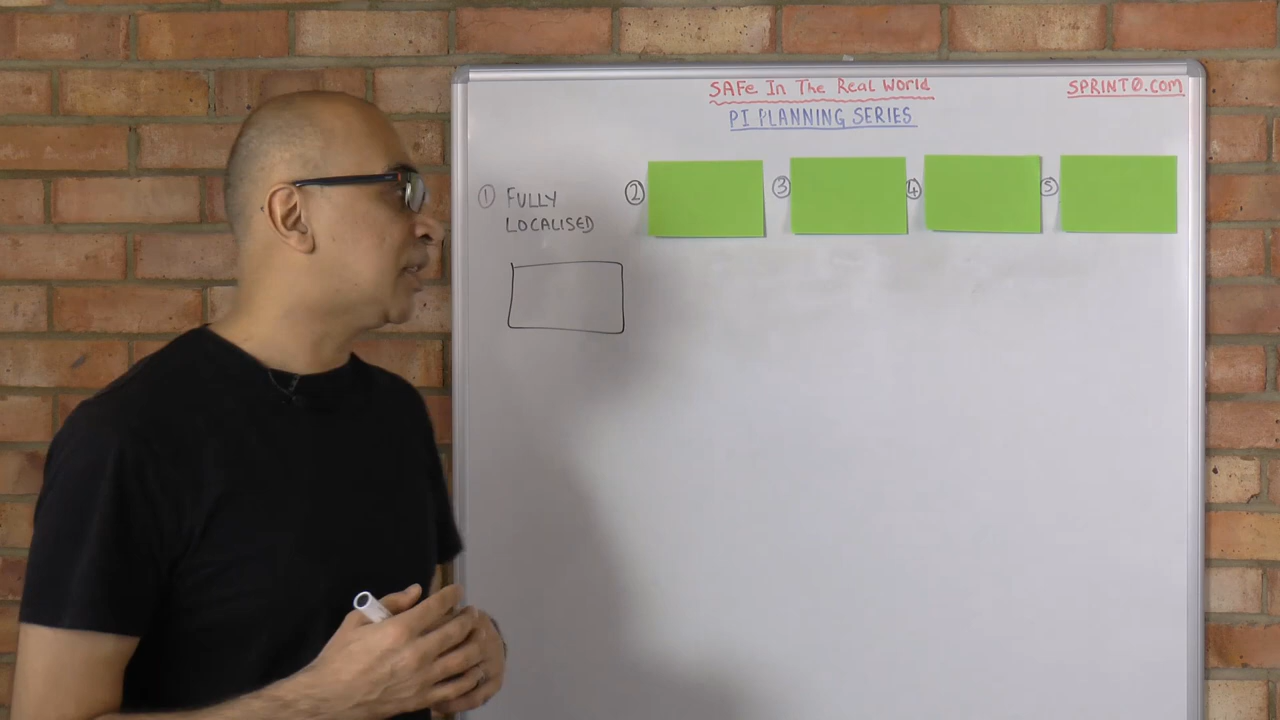 SAFe In The Real World
SPRINT0.COM
PI PLANNING SERIES
① FULLY
LOCALISED
②
③
④
⑤